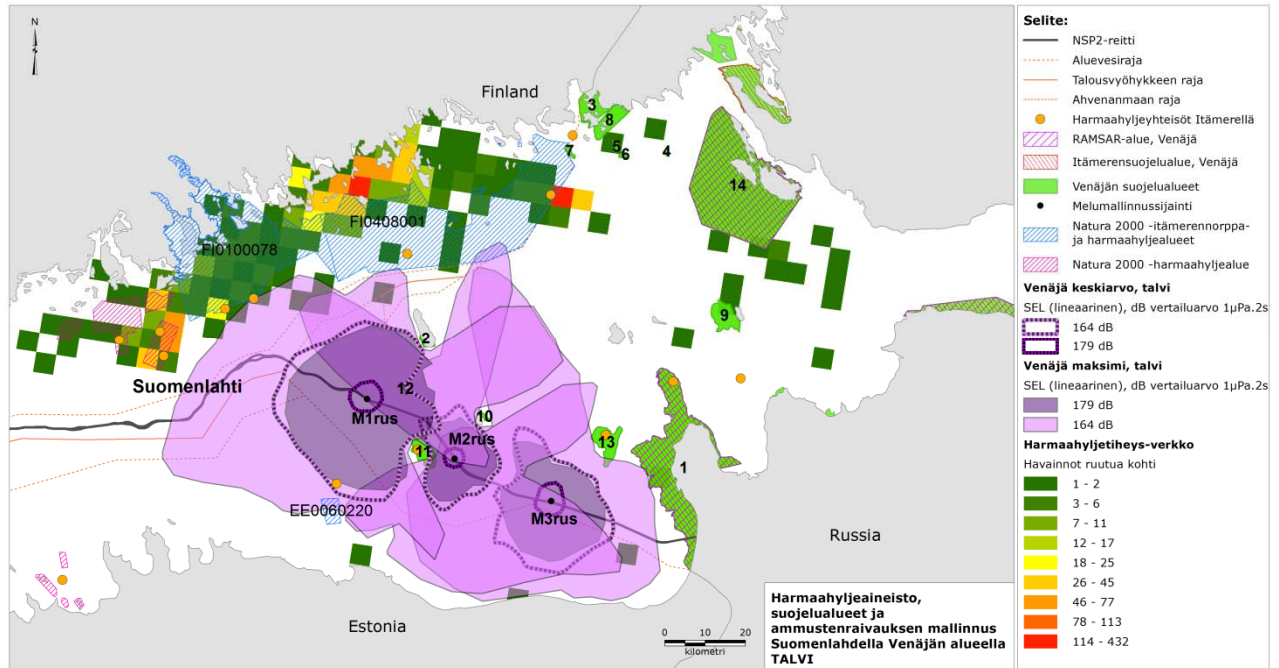 N
Finland
3
8
5
6
7
4
14
FI0408001
FI0100078
9
2
Suomenlahti
12
M1rus
10
M2rus
11
13
1
EE0060220
M3rus
Russia
Estonia
0 10 20
kilometri
Harmaahyljeaineisto,
suojelualueet ja
ammustenraivauksen mallinnus
Suomenlahdella Venäjän alueella
TALVI
Selite:
NSP2-reitti
Aluevesiraja
Talousvyöhykkeen raja
Ahvenanmaan raja
Harmaahyljeyhteisöt Itämerellä
RAMSAR-alue, Venäjä
Itämerensuojelualue, Venäjä
Venäjän suojelualueet
Melumallinnussijainti
Natura 2000 -itämerennorppa-
ja harmaahyljealueet
Natura 2000 -harmaahyljealue
Venäjä keskiarvo, talvi
SEL (lineaarinen), dB vertailuarvo 1µPa.2s
164 dB
179 dB
Venäjä maksimi, talvi
SEL (lineaarinen), dB vertailuarvo 1µPa.2s
179 dB
164 dB
Harmaahyljetiheys-verkko
Havainnot ruutua kohti
1 - 2
3 - 6
7 - 11
12 - 17
18 - 25
26 - 45
46 - 77
78 - 113
114 - 432